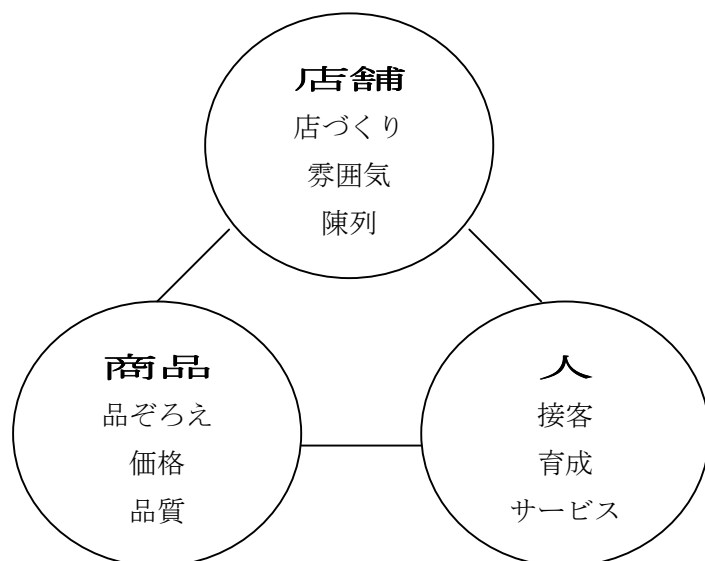 店舗
店づくり
雰囲気
陳列
商品
品ぞろえ
価格
品質
人
接客
育成
サービス